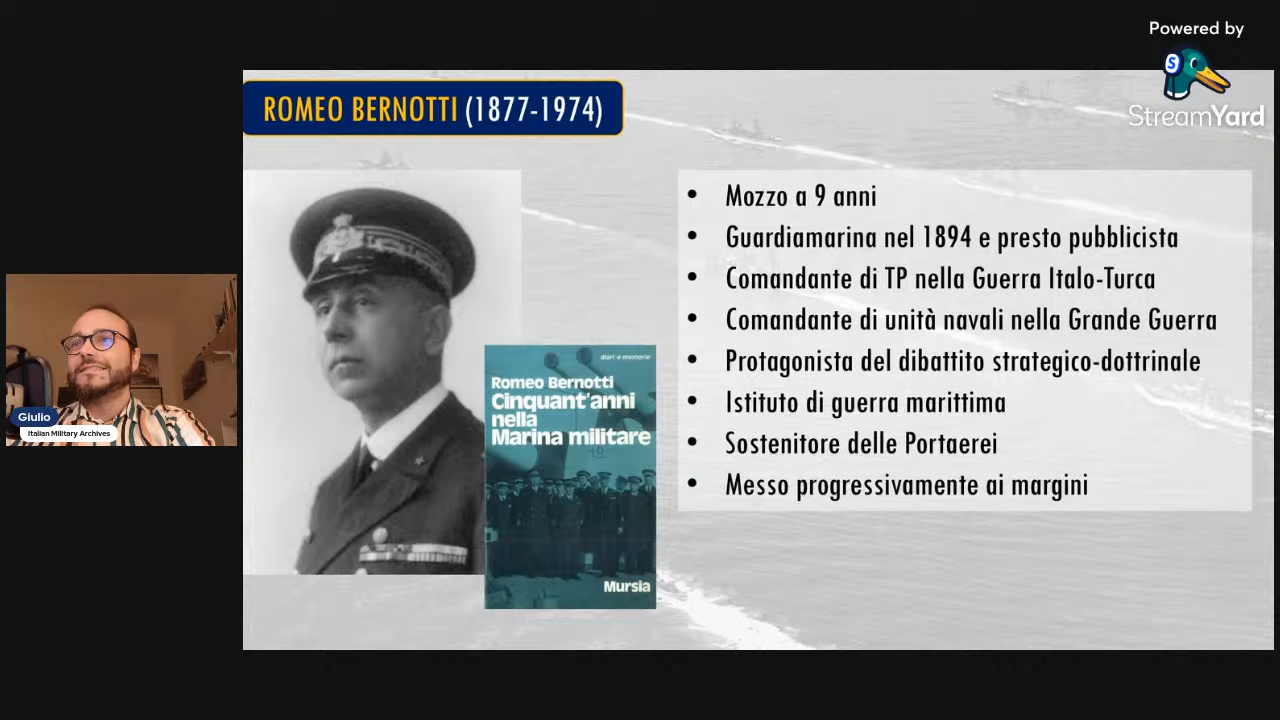 Powered by
StreamYard
ROMEO BERNOTTI (1877-1974)
• Mozzo a 9 anni
• Guardiamarina nel 1894 e presto pubblicista
• Comandante di TP nella Guerra Italo-Turca
• Comandante di unità navali nella Grande Guerra
• Protagonista del dibattito strategico-dottrinale
• Istituto di guerra marittima
• Sostenitore delle Portaerei
• Messo progressivamente ai margini
diari e memorie
Romeo Bernotti
Cinquant'anni
nella
Marina militare
Mursia
Giulio
Italian Military Archives